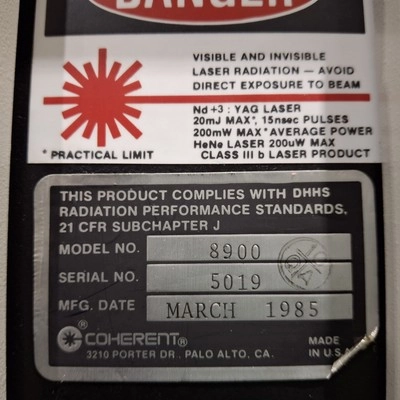 DANGER
VISIBLE AND INVISIBLE
LASER RADIATION — AVOID
DIRECT EXPOSURE TO BEAM
Nd +3 : YAG LASER
20mJ MAX*, 15nsec PULSES
200mW MAX* AVERAGE POWER
HeNe LASER 200uW MAX
* PRACTICAL LIMIT
CLASS III b LASER PRODUCT
THIS PRODUCT COMPLIES WITH DHHS
RADIATION PERFORMANCE STANDARDS.
21 CFR SUBCHAPTER J
MODEL NO. 8900
SERIAL NO. 5019
MFG. DATE MARCH 1985
COHERENT®
3210 PORTER DR. PALO ALTO, CA.
MADE
IN U.S.A.